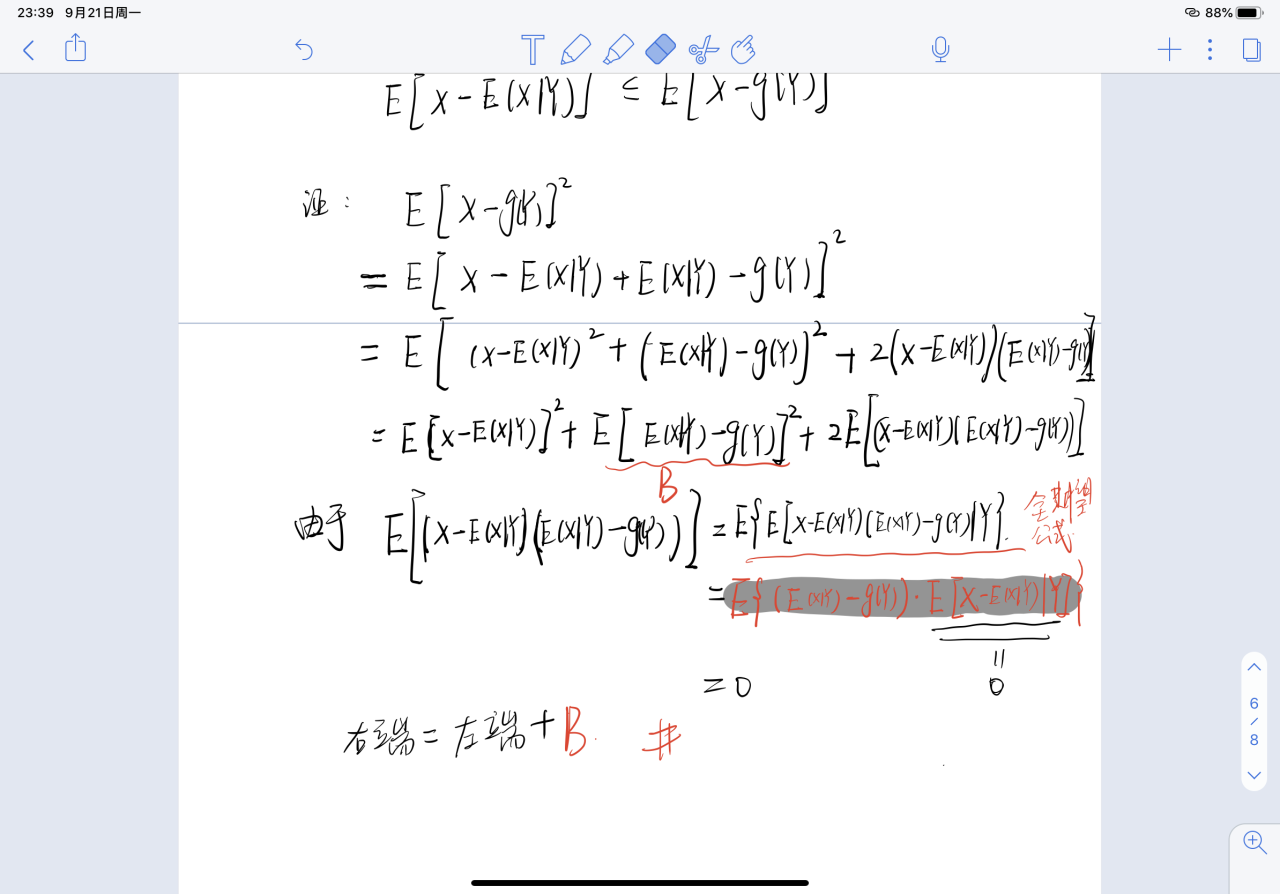 23:39 9月21日周一 88%
E[X-E(X|Y)] ≤ E[X-g(Y)]
证: E[X-g(Y)]²
= E[X-E(X|Y)+E(X|Y)-g(Y)]²
= E[(X-E(X|Y)²+(E(X|Y)-g(Y)]²+2(X-E(X|Y))(E(X|Y)-g(Y)]
= E[X-E(X|Y)]²+E[E(X|Y)-g(Y)]²+2E[(X-E(X|Y)(E(X|Y)-g(Y))]
B
由于 E[(X-E(X|Y)(E(X|Y)-g(Y))] = E{E[X-E(X|Y)(E(X|Y)-g(Y)|Y} 全期望公式
= E{(E(X|Y)-g(Y))·E[X-E(X|Y)|Y]}
= 0
=0
右端=左端+B. #
6/8